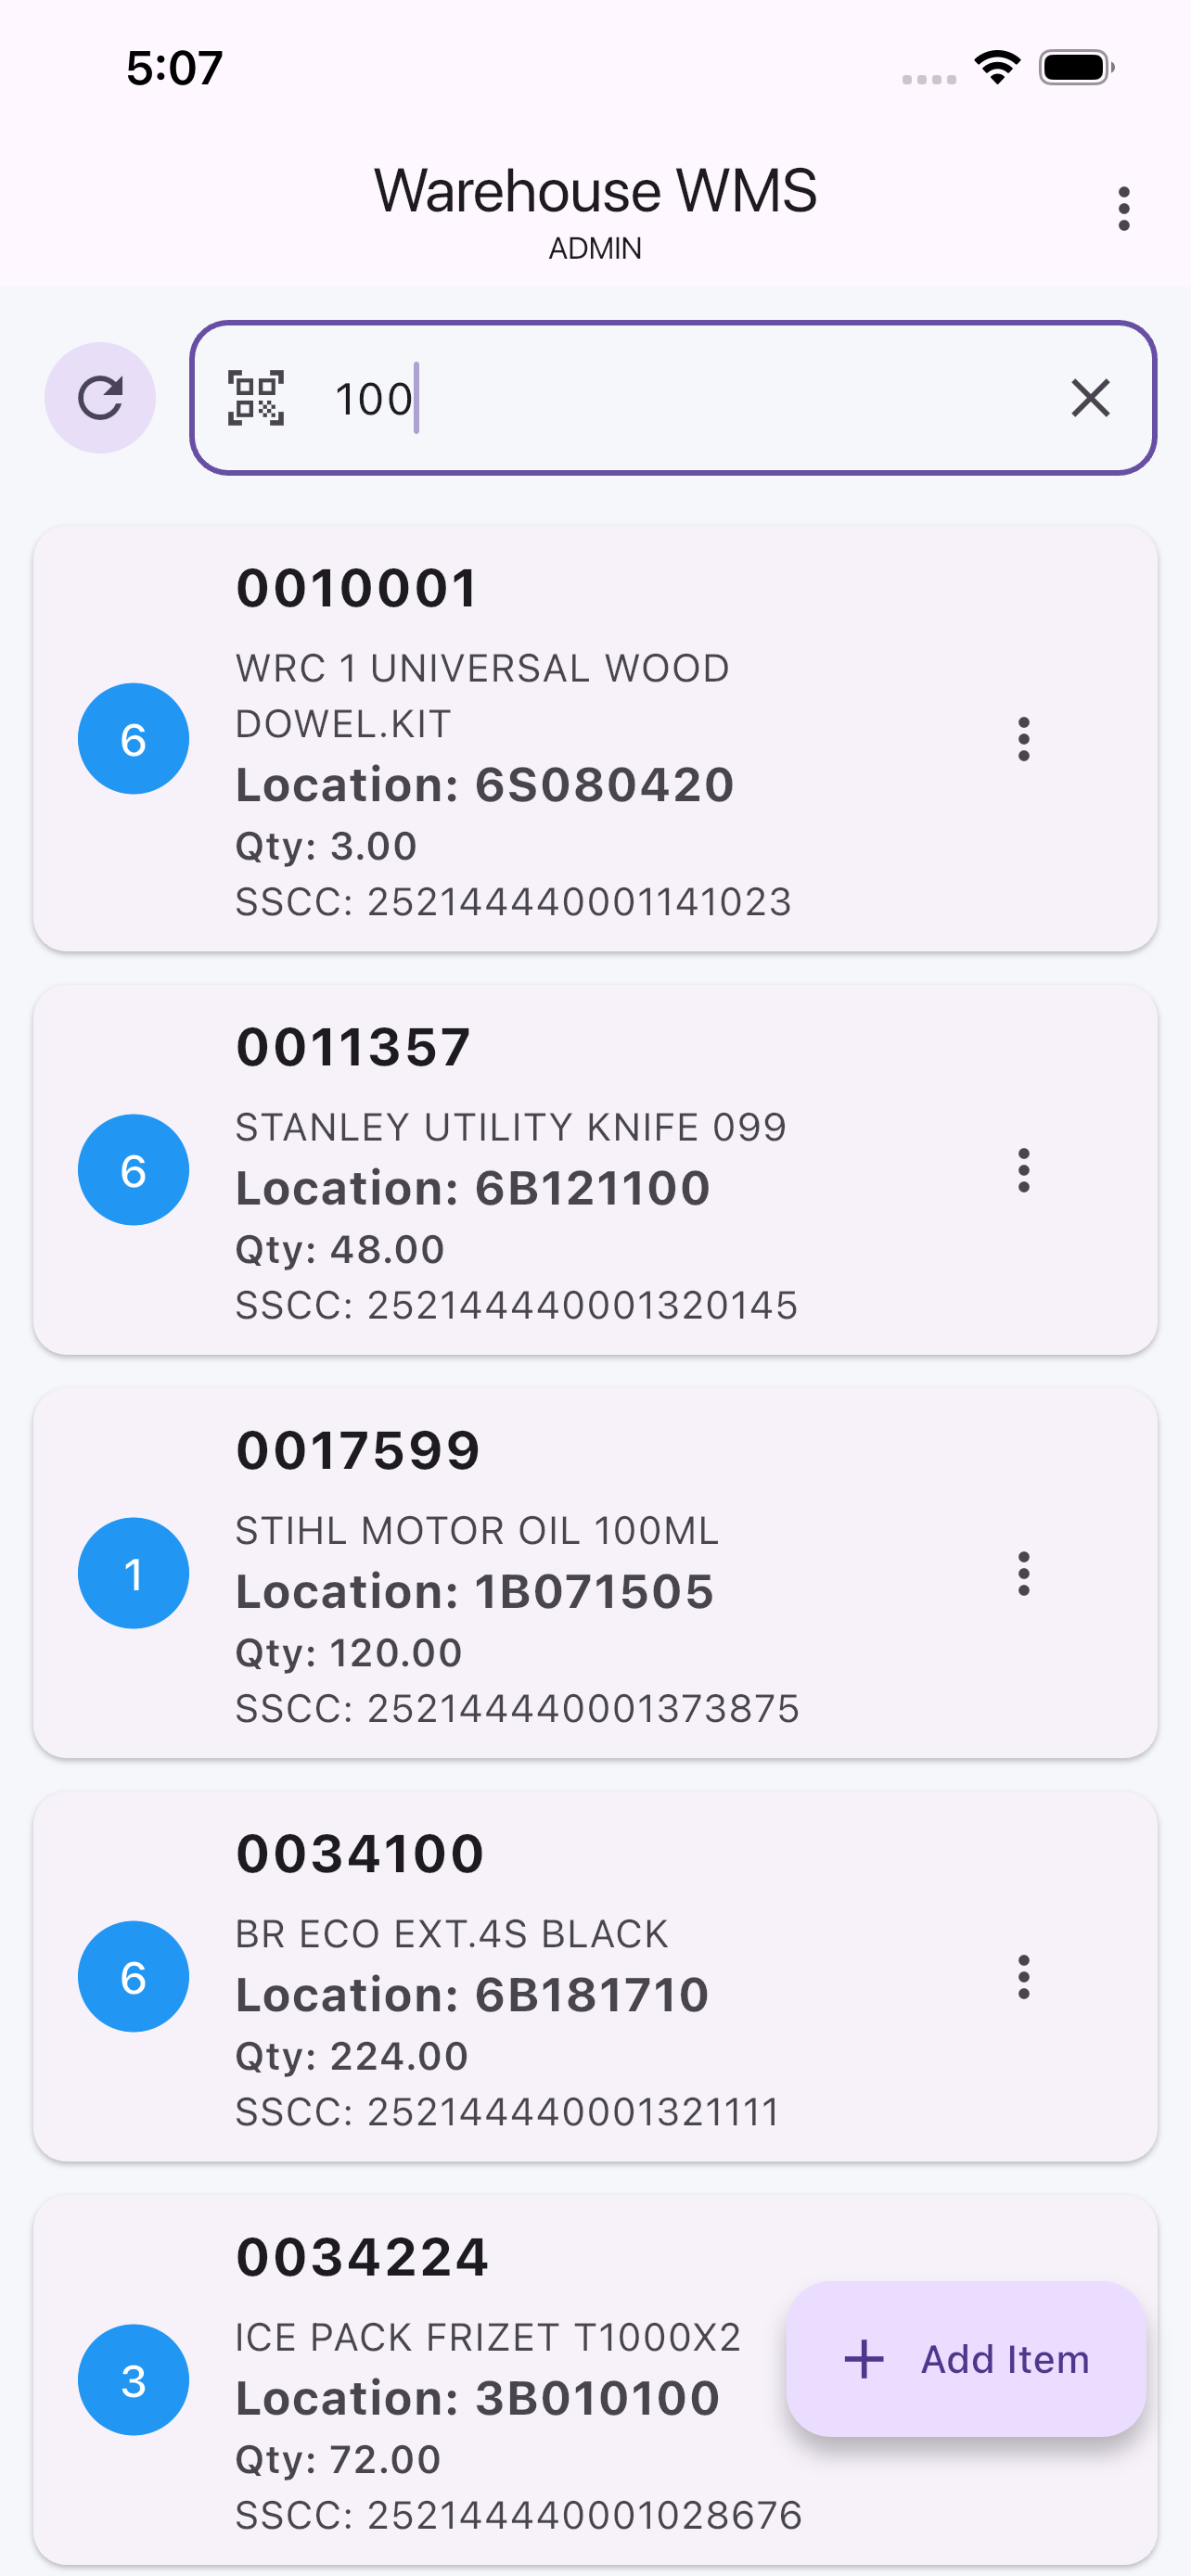 5:07
Warehouse WMS
ADMIN
100
0010001
WRC 1 UNIVERSAL WOOD
DOWEL.KIT
6
Location: 6S080420
Qty: 3.00
SSCC: 252144440001141023
0011357
STANLEY UTILITY KNIFE 099
6
Location: 6B121100
Qty: 48.00
SSCC: 252144440001320145
0017599
STIHL MOTOR OIL 100ML
1
Location: 1B071505
Qty: 120.00
SSCC: 252144440001373875
0034100
BR ECO EXT.4S BLACK
6
Location: 6B181710
Qty: 224.00
SSCC: 252144440001321111
0034224
ICE PACK FRIZET T1000X2
Add Item
3
Location: 3B010100
Qty: 72.00
SSCC: 252144440001028676